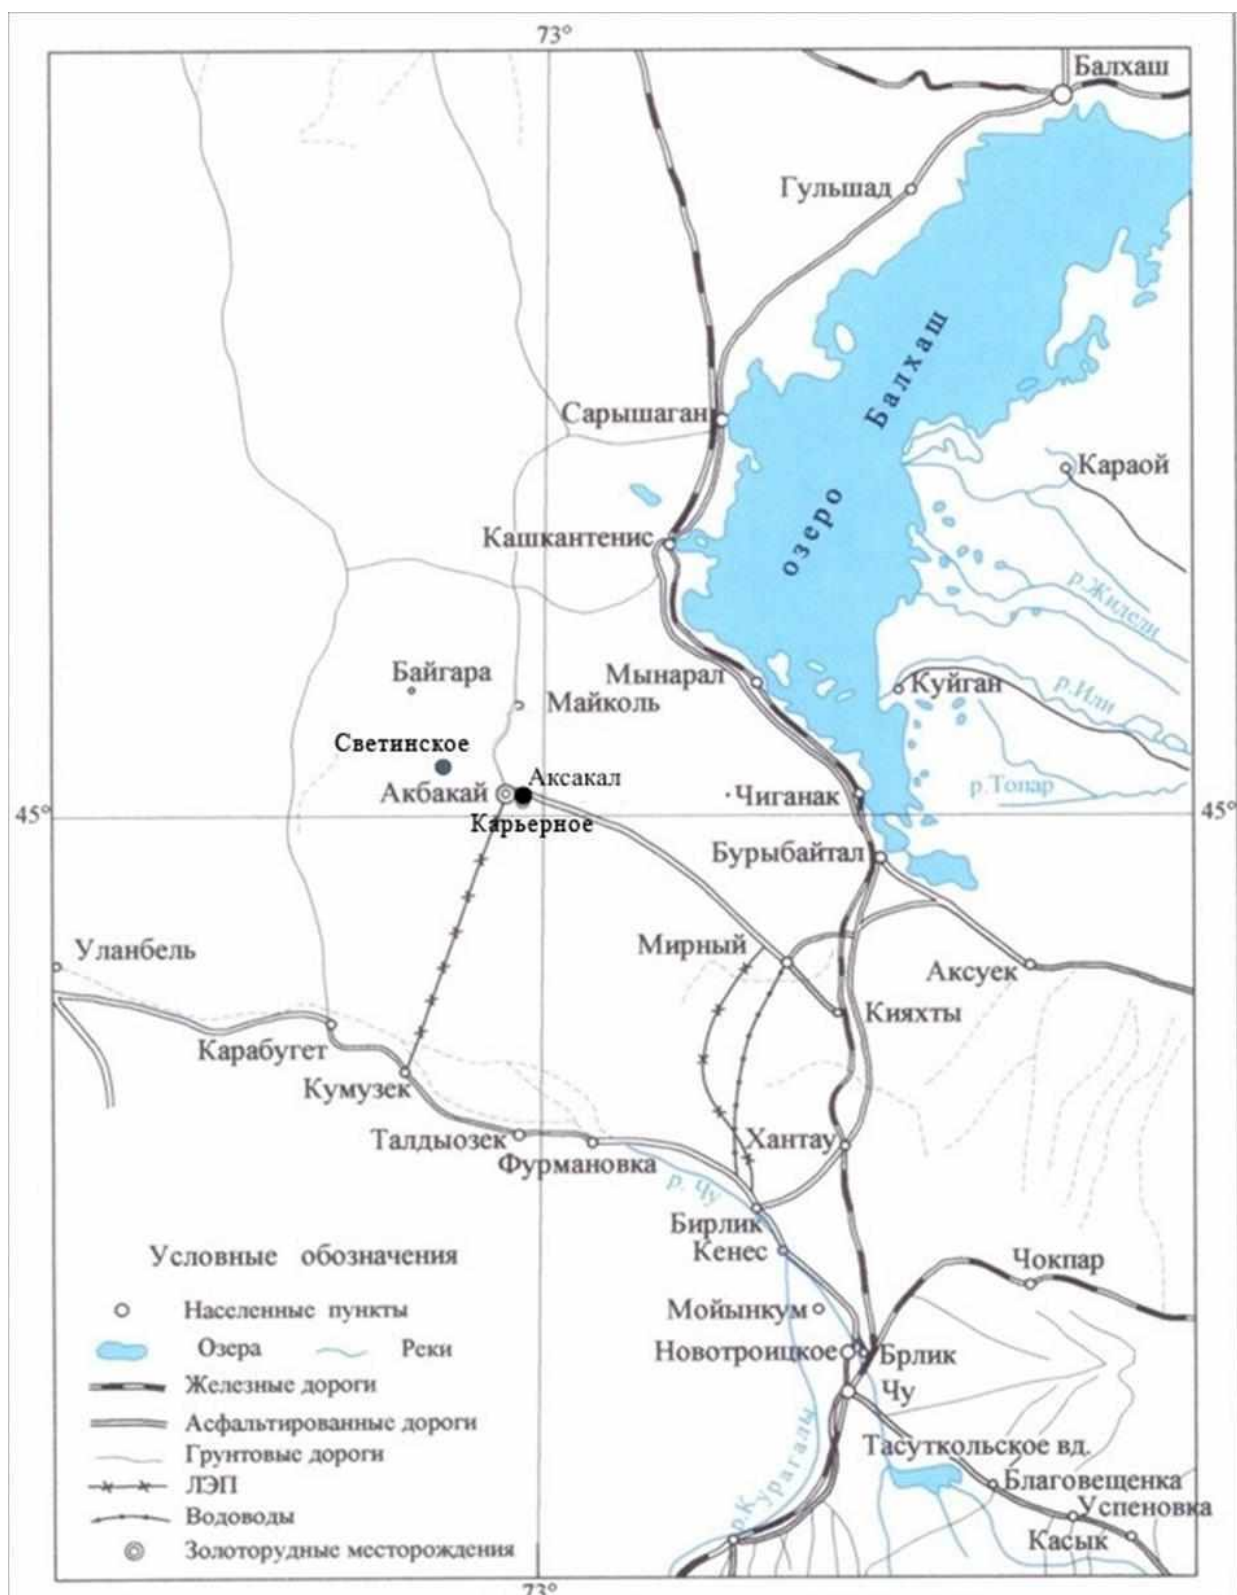 73°
Балхаш
Гульшад
озеро Балхаш
Сарышаган
Караой
Кашкантенис
р.Жидели
Байгара
Мынарал
Куйган
р.Или
Майколь
Светинское
Аксакал
Акбакай
Чиганак
р.Топар
45°
Карьерное
45°
Бурыбайтал
Уланбель
Мирный
Аксуек
Кияхты
Карабугет
Кумузек
Талдыозек
Хантау
Фурмановка
р. Чу
Бирлик
Кенес
Чокпар
Мойынкум
Новотроицкое
Брлик
Чу
р.Курагалы
Тасуткольское вд.
Благовещенка
Успеновка
Касык
Условные обозначения
Населенные пункты
Озера Реки
Железные дороги
Асфальтированные дороги
Грунтовые дороги
ЛЭП
Водоводы
Золоторудные месторождения
73°